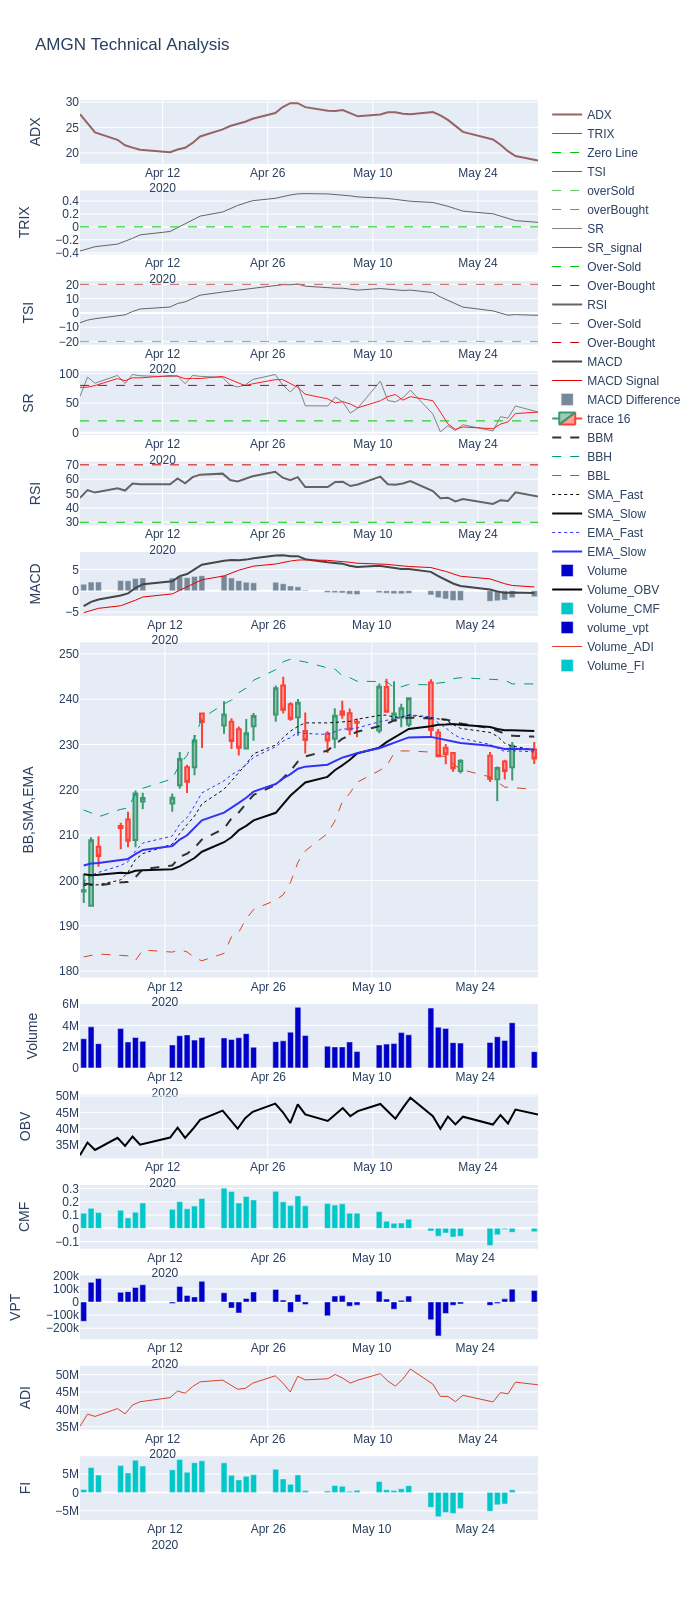 AMGN Technical Analysis
ADX
30
25
20
Apr 12
2020
Apr 26
May 10
May 24
TRIX
0.4
0.2
0
−0.2
−0.4
Apr 12
2020
Apr 26
May 10
May 24
TSI
20
10
0
−10
−20
Apr 12
2020
Apr 26
May 10
May 24
SR
100
50
0
Apr 12
2020
Apr 26
May 10
May 24
RSI
70
60
50
40
30
Apr 12
2020
Apr 26
May 10
May 24
MACD
5
0
−5
Apr 12
2020
Apr 26
May 10
May 24
BB,SMA,EMA
250
240
230
220
210
200
190
180
Apr 12
2020
Apr 26
May 10
May 24
Volume
6M
4M
2M
0
Apr 12
2020
Apr 26
May 10
May 24
OBV
50M
45M
40M
35M
Apr 12
2020
Apr 26
May 10
May 24
CMF
0.3
0.2
0.1
0
−0.1
Apr 12
2020
Apr 26
May 10
May 24
VPT
200k
100k
0
−100k
−200k
Apr 12
2020
Apr 26
May 10
May 24
ADI
50M
45M
40M
35M
Apr 12
2020
Apr 26
May 10
May 24
FI
5M
0
−5M
Apr 12
2020
Apr 26
May 10
May 24
ADX
TRIX
Zero Line
TSI
overSold
overBought
SR
SR_signal
Over-Sold
Over-Bought
RSI
Over-Sold
Over-Bought
MACD
MACD Signal
MACD Difference
trace 16
BBM
BBH
BBL
SMA_Fast
SMA_Slow
EMA_Fast
EMA_Slow
Volume
Volume_OBV
Volume_CMF
volume_vpt
Volume_ADI
Volume_FI